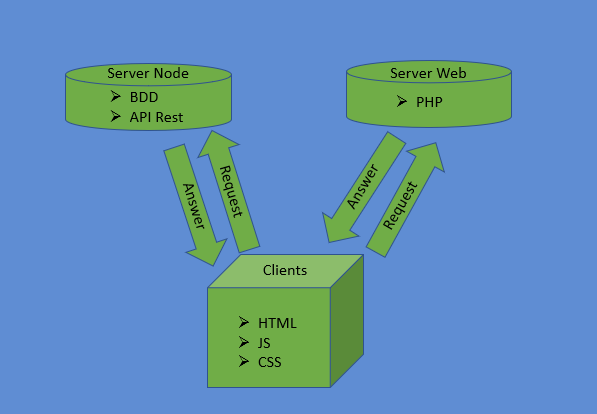 Server Node
➢ BDD
➢ API Rest
Server Web
➢ PHP
Answer
Request
Answer
Request
Clients
➢ HTML
➢ JS
➢ CSS